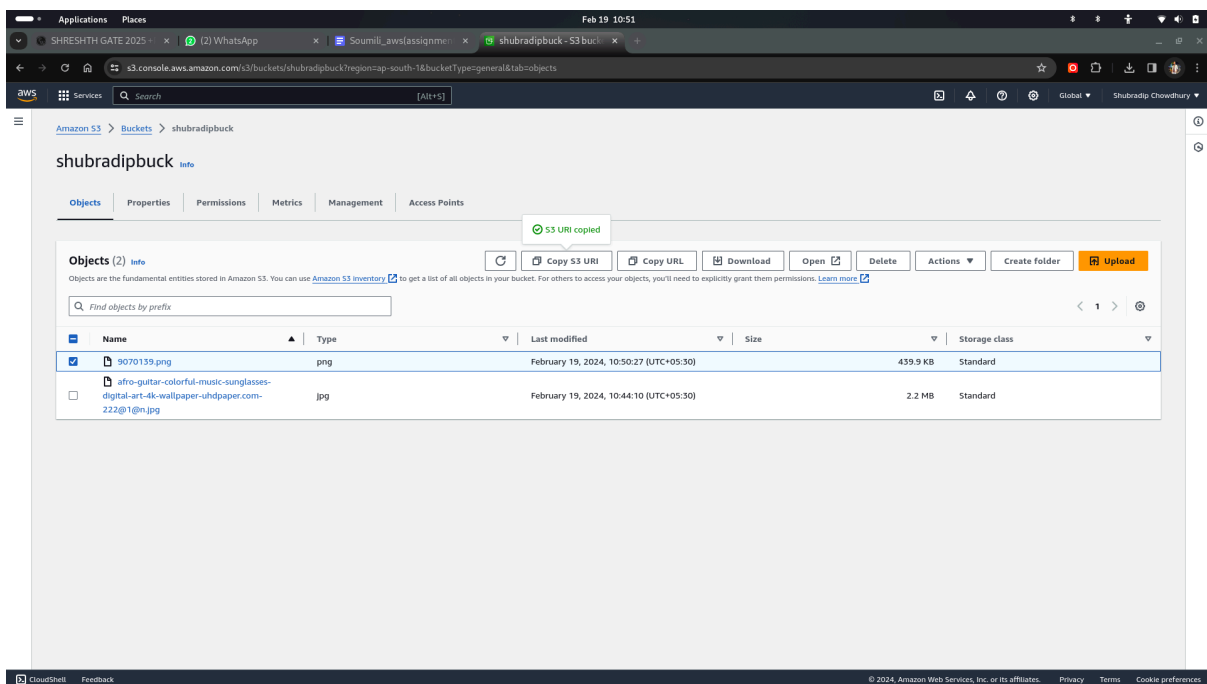 Applications Places Feb 19 10:51
SHRESHTH GATE 2025 (2) WhatsApp Soumili_aws(assignmen shubradipbuck - S3 buck
s3.console.aws.amazon.com/s3/buckets/shubradipbuck?region=ap-south-1&bucketType=general&tab=objects
aws Services Search [Alt+S] Global Shubradip Chowdhury
Amazon S3 > Buckets > shubradipbuck
shubradipbuck Info
Objects Properties Permissions Metrics Management Access Points
S3 URI copied
Objects (2) Info Copy S3 URI Copy URL Download Open Delete Actions Create folder Upload
Objects are the fundamental entities stored in Amazon S3. You can use Amazon S3 inventory to get a list of all objects in your bucket. For others to access your objects, you'll need to explicitly grant them permissions. Learn more
Find objects by prefix < 1 >
Name Type Last modified Size Storage class
9070139.png png February 19, 2024, 10:50:27 (UTC+05:30) 439.9 KB Standard
afro-guitar-colorful-music-sunglasses-
digital-art-4k-wallpaper-uhdpaper.com- jpg February 19, 2024, 10:44:10 (UTC+05:30) 2.2 MB Standard
222@1@n.jpg
CloudShell Feedback © 2024, Amazon Web Services, Inc. or its affiliates. Privacy Terms Cookie preferences